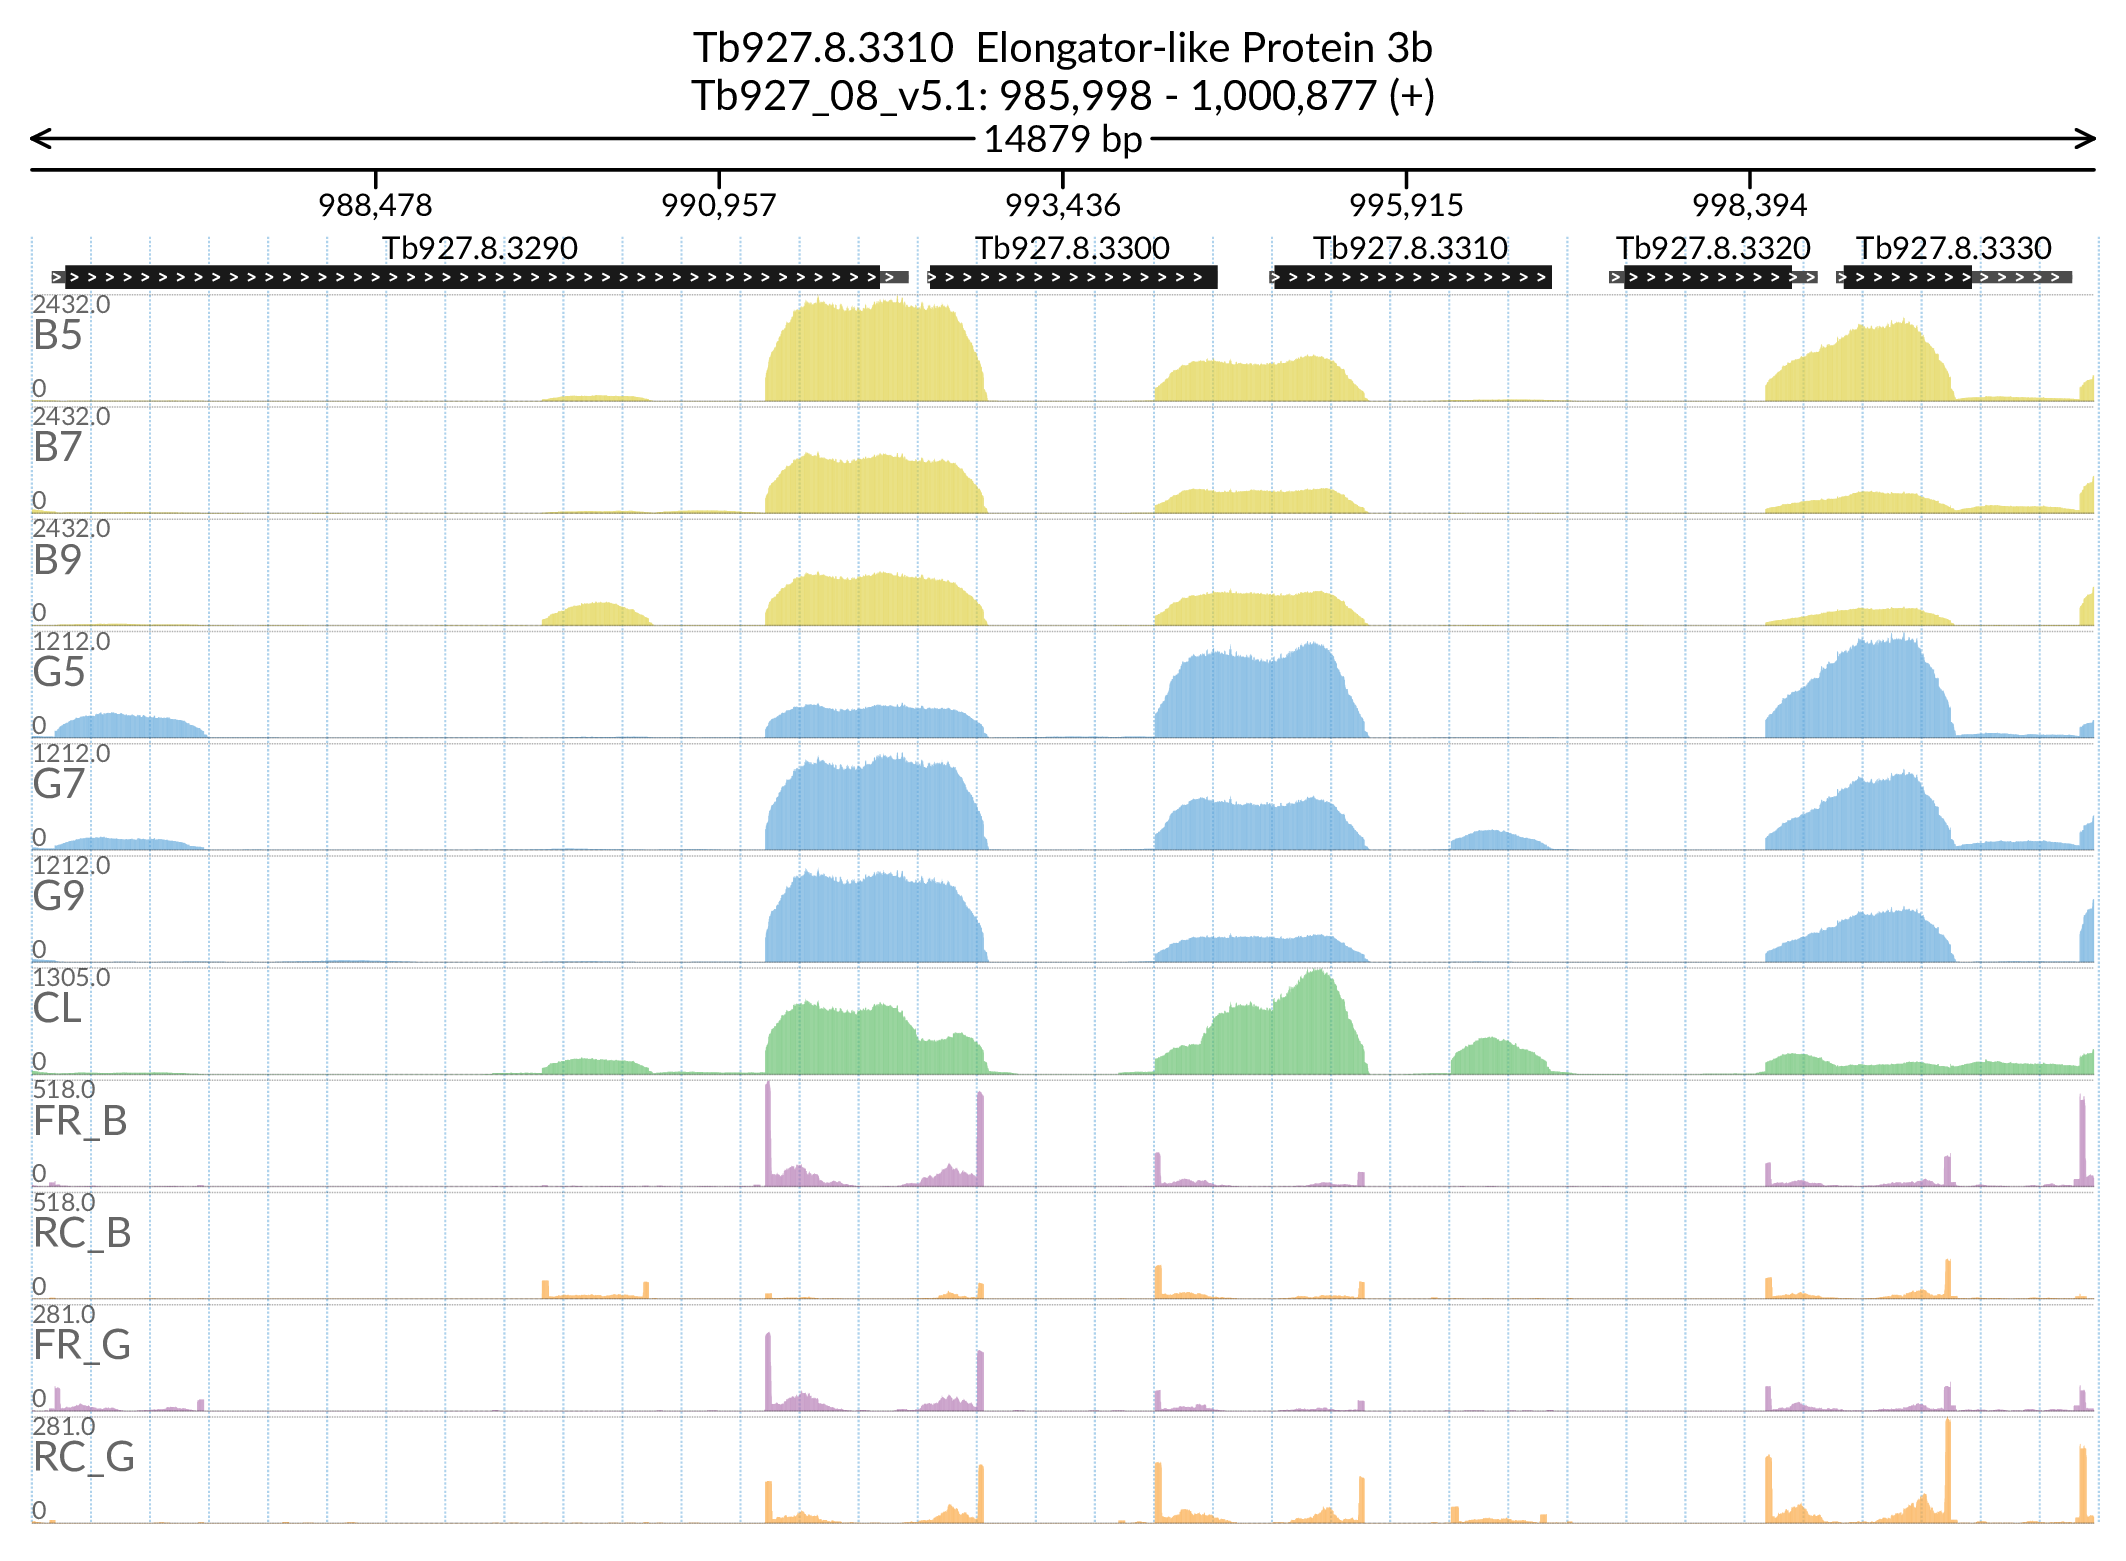 Tb927.8.3310 Elongator-like Protein 3b
Tb927_08_v5.1: 985,998 - 1,000,877 (+)
14879 bp
988,478 990,957 993,436 995,915 998,394
Tb927.8.3290 Tb927.8.3300 Tb927.8.3310 Tb927.8.3320 Tb927.8.3330
2432.0
B5
0
2432.0
B7
0
2432.0
B9
0
1212.0
G5
0
1212.0
G7
0
1212.0
G9
0
1305.0
CL
0
518.0
FR_B
0
518.0
RC_B
0
281.0
FR_G
0
281.0
RC_G
0